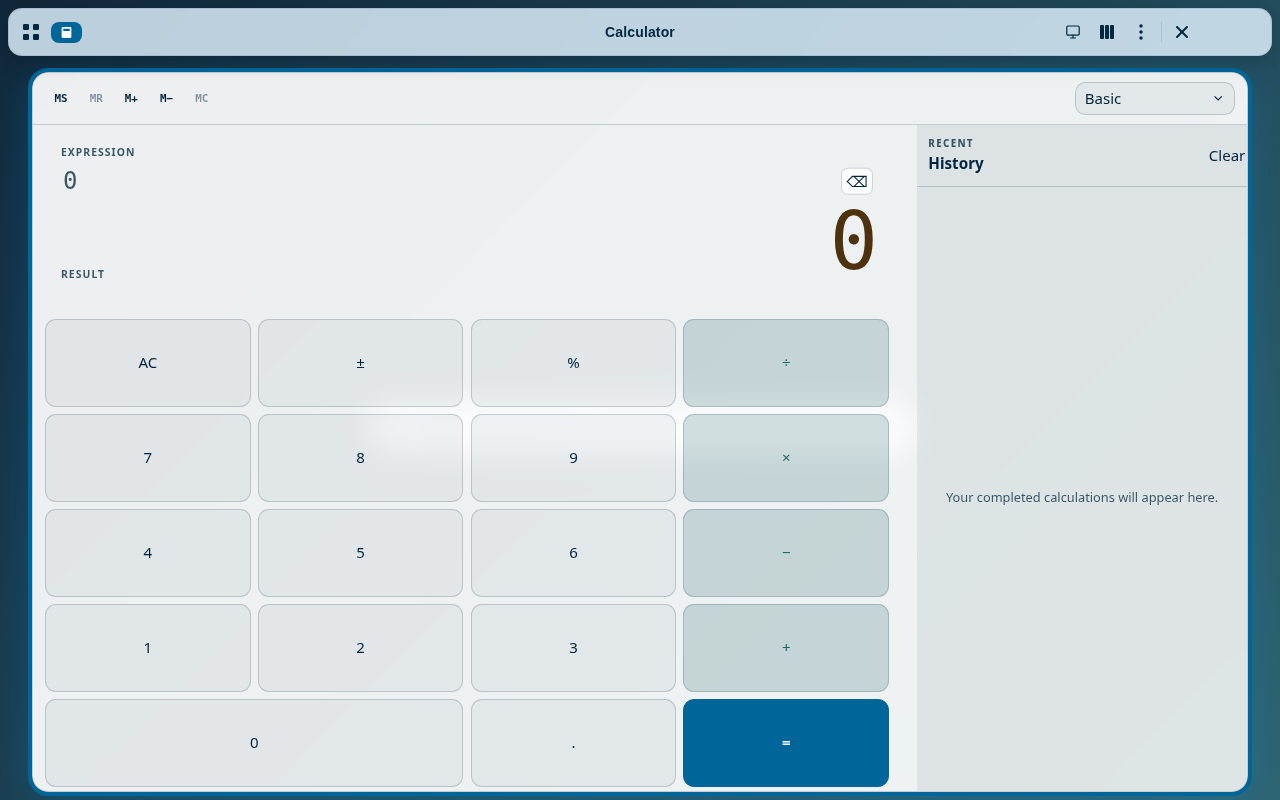 Calculator
MS MR M+ M− MC
Basic
EXPRESSION
0
⌫
0
RESULT
AC ± % ÷
7 8 9 ×
4 5 6 −
1 2 3 +
0 . =
RECENT
History
Clear
Your completed calculations will appear here.